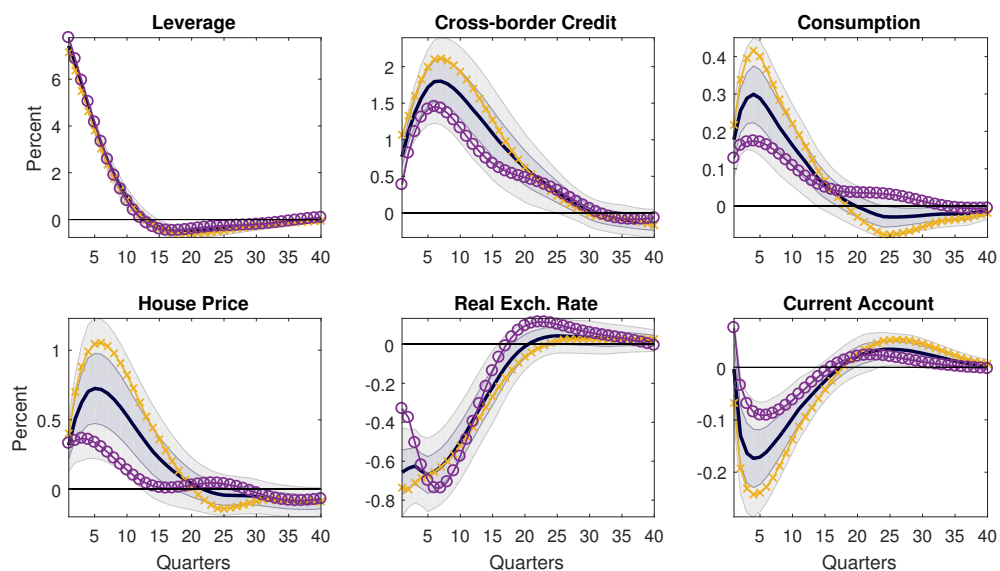 Leverage
Percent
6
4
2
0
5 10 15 20 25 30 35 40
Cross-border Credit
2
1.5
1
0.5
0
5 10 15 20 25 30 35 40
Consumption
0.4
0.3
0.2
0.1
0
5 10 15 20 25 30 35 40
House Price
Percent
1
0.5
0
5 10 15 20 25 30 35 40
Quarters
Real Exch. Rate
0
-0.2
-0.4
-0.6
-0.8
5 10 15 20 25 30 35 40
Quarters
Current Account
0
-0.1
-0.2
5 10 15 20 25 30 35 40
Quarters